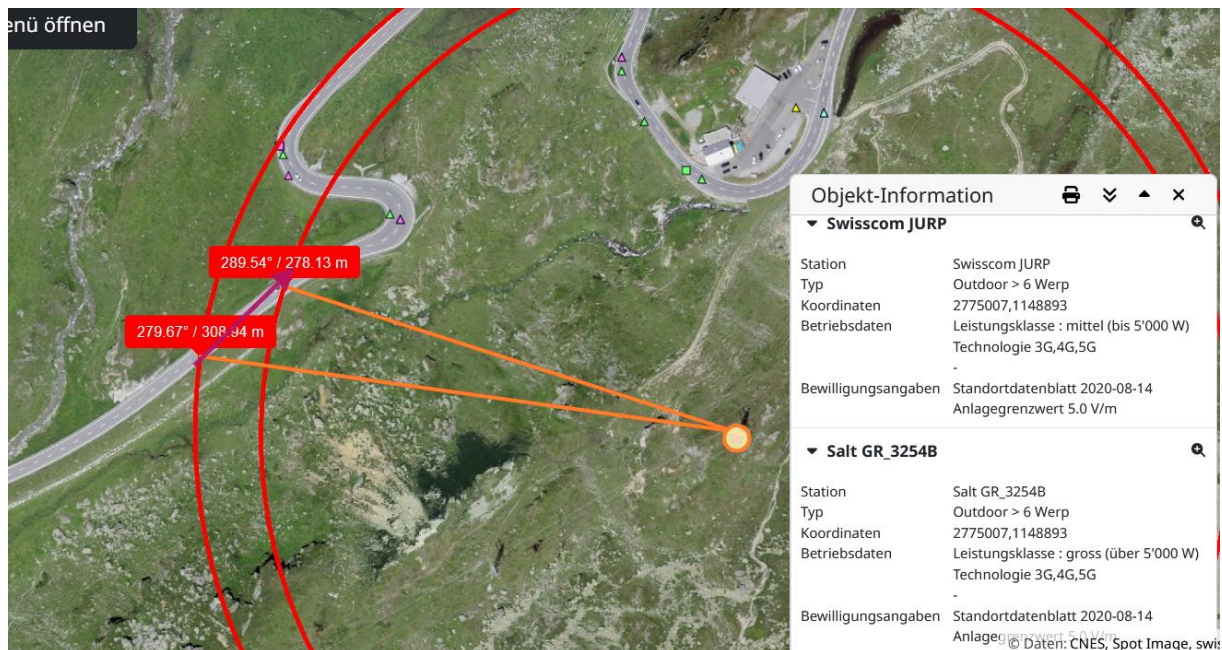 enü öffnen
289.54° / 278.13 m
279.67° / 308.94 m
Objekt-Information
Swisscom JURP
Station Swisscom JURP
Typ Outdoor > 6 Werp
Koordinaten 2775007,1148893
Betriebsdaten Leistungsklasse : mittel (bis 5'000 W)
Technologie 3G,4G,5G
-
Bewilligungsangaben Standortdatenblatt 2020-08-14
Anlagegrenzwert 5.0 V/m
Salt GR_3254B
Station Salt GR_3254B
Typ Outdoor > 6 Werp
Koordinaten 2775007,1148893
Betriebsdaten Leistungsklasse : gross (über 5'000 W)
Technologie 3G,4G,5G
-
Bewilligungsangaben Standortdatenblatt 2020-08-14
Anlagegrenzwert 5.0 V/m
© Daten: CNES, Spot Image, swis